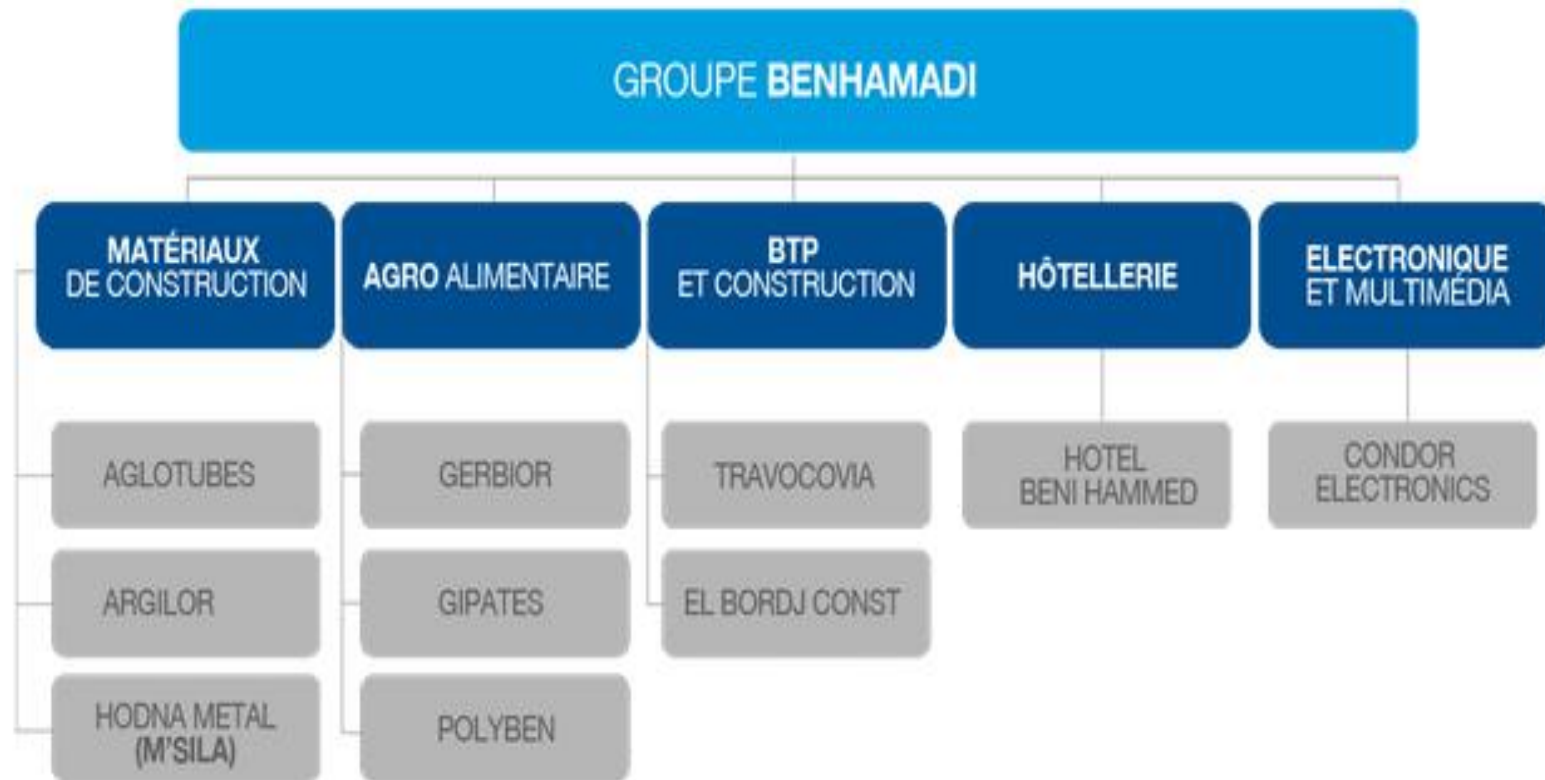 GROUPE BENHAMADI
MATÉRIAUX
DE CONSTRUCTION
AGRO ALIMENTAIRE
BTP
ET CONSTRUCTION
HÔTELLERIE
ELECTRONIQUE
ET MULTIMÉDIA
AGLOTUBES
GERBIOR
TRAVOCOVIA
HOTEL
BENI HAMMED
CONDOR
ELECTRONICS
ARGILOR
GIPATES
EL BORDJ CONST
HODNA METAL
(M'SILA)
POLYBEN